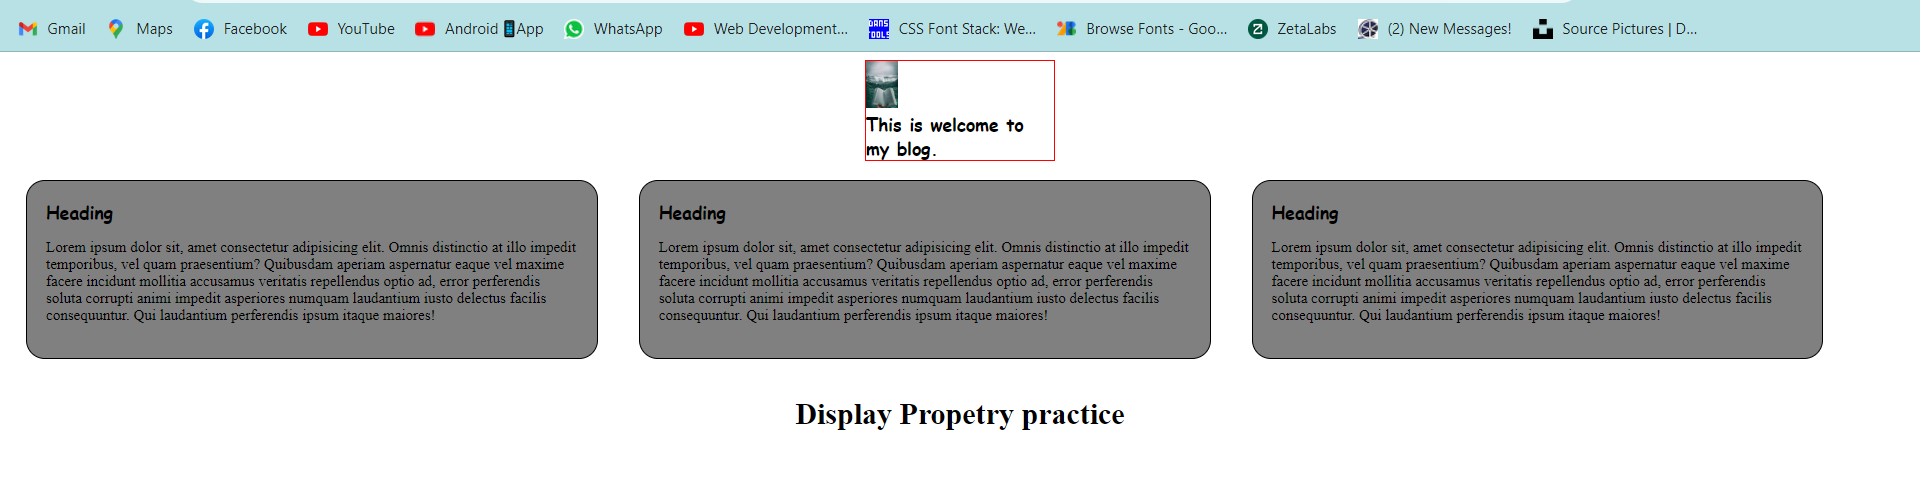 Gmail Maps Facebook YouTube Android App WhatsApp Web Development... CSS Font Stack: We... Browse Fonts - Goo... ZetaLabs (2) New Messages! Source Pictures | D...
This is welcome to
my blog.
Heading
Lorem ipsum dolor sit, amet consectetur adipisicing elit. Omnis distinctio at illo impedit
temporibus, vel quam praesentium? Quibusdam aperiam aspernatur eaque vel maxime
facere incidunt mollitia accusamus veritatis repellendus optio ad, error perferendis
soluta corrupti animi impedit asperiores numquam laudantium iusto delectus facilis
consequuntur. Qui laudantium perferendis ipsum itaque maiores!
Heading
Lorem ipsum dolor sit, amet consectetur adipisicing elit. Omnis distinctio at illo impedit
temporibus, vel quam praesentium? Quibusdam aperiam aspernatur eaque vel maxime
facere incidunt mollitia accusamus veritatis repellendus optio ad, error perferendis
soluta corrupti animi impedit asperiores numquam laudantium iusto delectus facilis
consequuntur. Qui laudantium perferendis ipsum itaque maiores!
Heading
Lorem ipsum dolor sit, amet consectetur adipisicing elit. Omnis distinctio at illo impedit
temporibus, vel quam praesentium? Quibusdam aperiam aspernatur eaque vel maxime
facere incidunt mollitia accusamus veritatis repellendus optio ad, error perferendis
soluta corrupti animi impedit asperiores numquam laudantium iusto delectus facilis
consequuntur. Qui laudantium perferendis ipsum itaque maiores!
Display Propetry practice